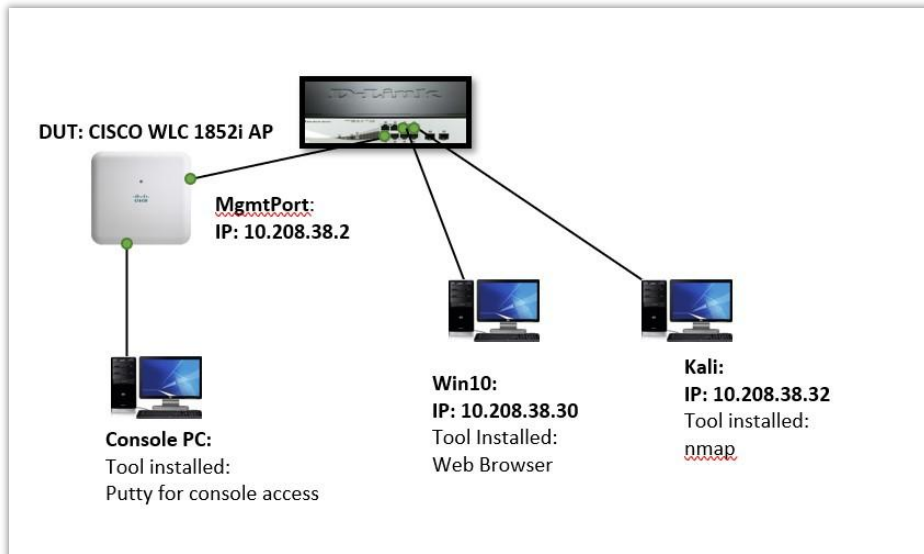 D-Link
DUT: CISCO WLC 1852i AP
MgmtPort:
IP: 10.208.38.2
Win10:
IP: 10.208.38.30
Tool Installed:
Web Browser
Kali:
IP: 10.208.38.32
Tool installed:
nmap
Console PC:
Tool installed:
Putty for console access